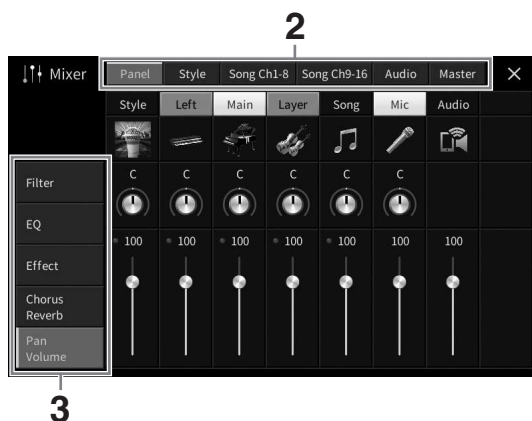 2
Mixer
Panel Style Song Ch1-8 Song Ch9-16 Audio Master
Style Left Main Layer Song Mic Audio
C C C C C C
100 100 100 100 100 100 100
Filter
EQ
Effect
Chorus
Reverb
Pan
Volume
3